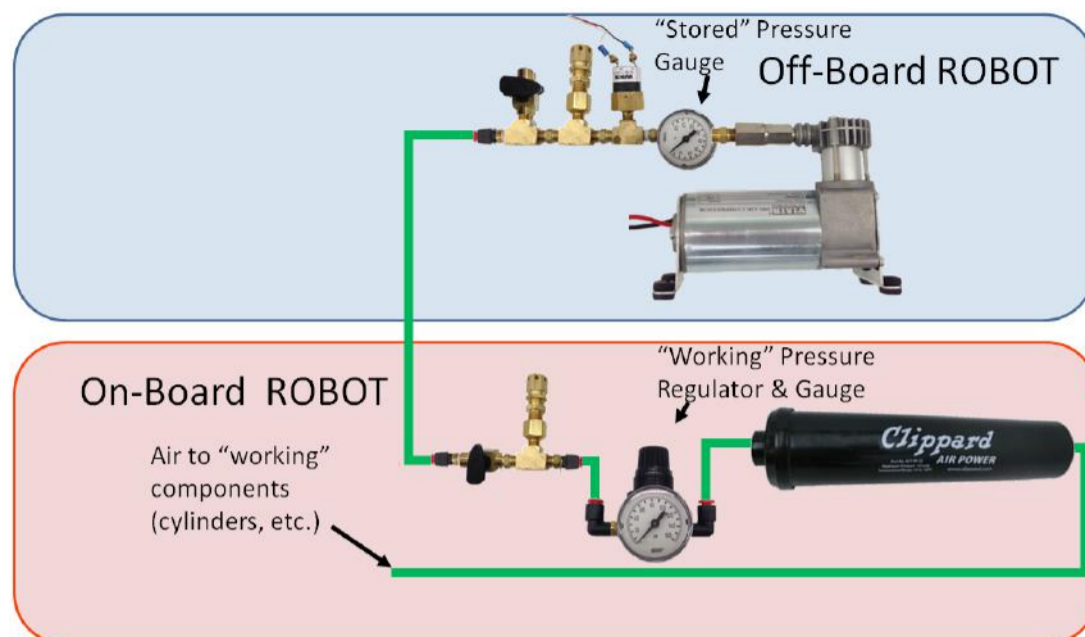 “Stored” Pressure
Gauge
Off-Board ROBOT
“Working” Pressure
Regulator & Gauge
On-Board  ROBOT
Clippard
AIR POWER
Air to “working”
components
(cylinders, etc.)